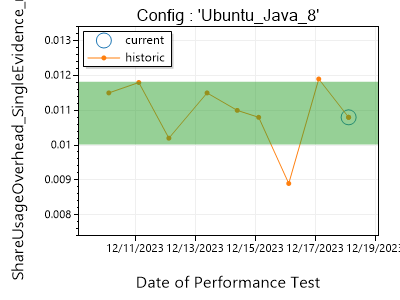 Config : 'Ubuntu_Java_8'
current
historic
0.013
0.012
0.011
0.01
0.009
0.008
12/11/2023
12/13/2023
12/15/2023
12/17/2023
12/19/2023
Date of Performance Test
ShareUsageOverhead_SingleEvidence_